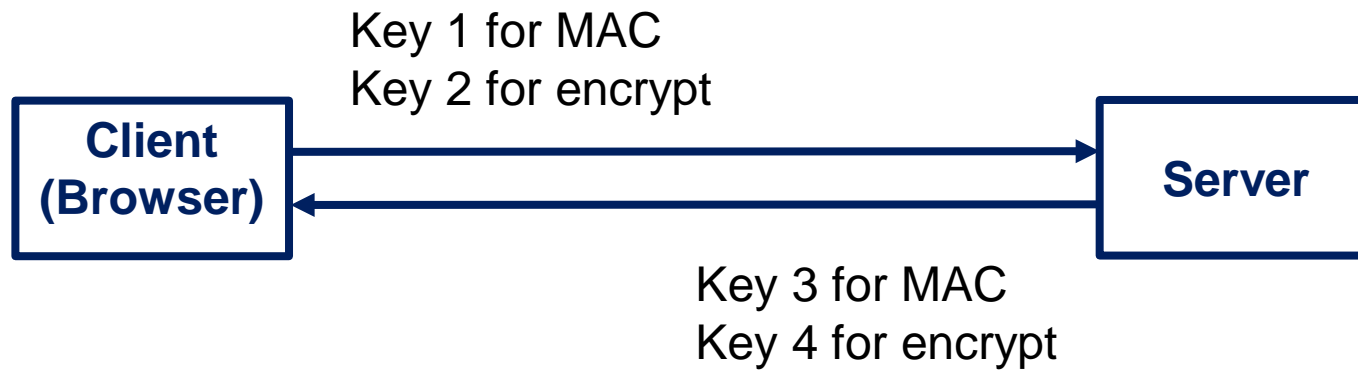 Key 1 for MAC
Key 2 for encrypt
Client
(Browser)
Server
Key 3 for MAC
Key 4 for encrypt